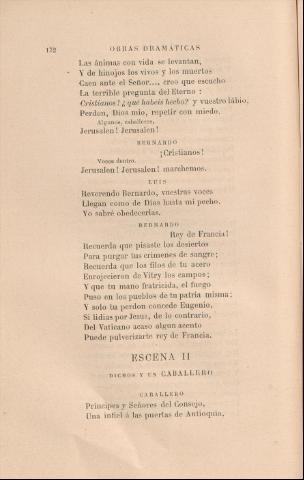 172 OBRAS DRAMÁTICAS
Las ánimas con vida se levantan,
Y de hinojos los vivos y los muertos
Caen ante el Señor..., creo que escucho
La terrible pregunta del Eterno:
Cristianos! ¿que habeis hecho? y vuestro lábio,
Perdon, Dios mio, repetir con miedo.
Algunos, caballeros,
Jerusalen! Jerusalen!
BERNARDO
¡Cristianos!
Voces dentro.
Jerusalen! Jerusalen! marchemos.
LUIS
Reverendo Bernardo, vuestras voces
Llegan como de Dios hasta mi pecho.
Yo sabré obedecerlas.
BERNARDO
Rey de Francia!
Recuerda que pisaste los desiertos
Para purgar tus crímenes de sangre;
Recuerda que los filos de tu acero
Enrojecieron de Vitry los campos;
Y que tu mano fratricida, el fuego
Puso en los pueblos de tu patria misma;
Y solo tu perdon concede Eugenio,
Si lidias por Jesus, de lo contrario,
Del Vaticano acaso algun acento
Puede pulverizarte rey de Francia.
ESCENA II
DICHOS Y UN CABALLERO
CABALLERO
Príncipes y Señores del Consejo,
Una infiel á las puertas de Antioquía,